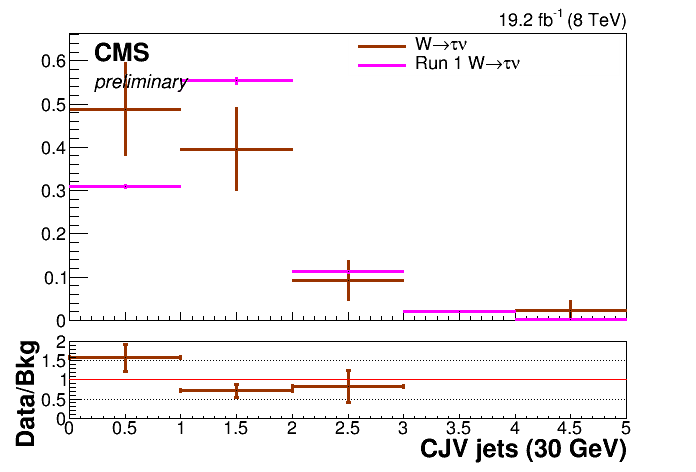 19.2 fb⁻¹ (8 TeV)
CMS
preliminary
W→τν
Run 1 W→τν
0.6
0.5
0.4
0.3
0.2
0.1
0
Data/Bkg
2
1.5
1
0.5
0
0 0.5 1 1.5 2 2.5 3 3.5 4 4.5 5
CJV jets (30 GeV)